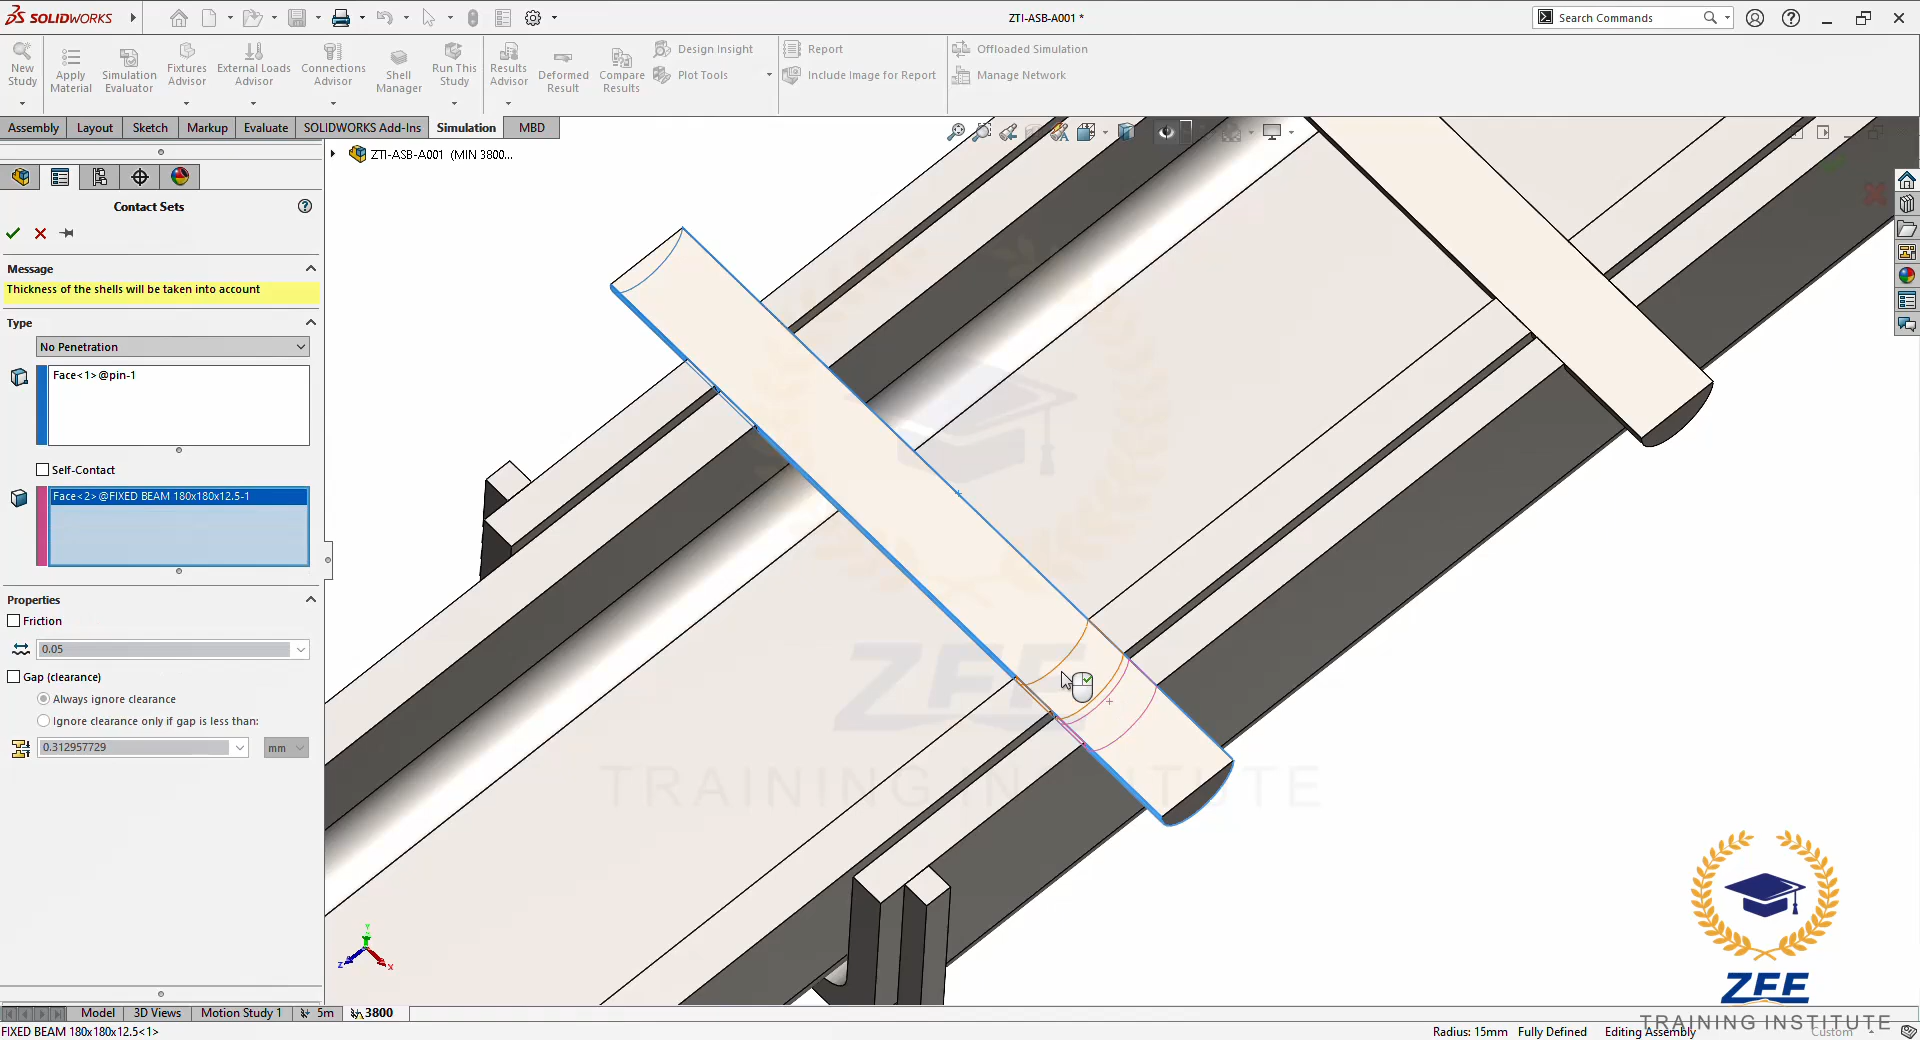 SOLIDWORKS
ZTI-ASB-A001 *
Search Commands
New Study
Apply Material
Simulation Evaluator
Fixtures Advisor
External Loads Advisor
Connections Advisor
Shell Manager
Run This Study
Results Advisor
Deformed Result
Compare Results
Design Insight
Plot Tools
Report
Include Image for Report
Offloaded Simulation
Manage Network
Assembly
Layout
Sketch
Markup
Evaluate
SOLIDWORKS Add-Ins
Simulation
MBD
ZTI-ASB-A001 (MIN 3800...
Contact Sets
Message
Thickness of the shells will be taken into account
Type
No Penetration
Face<1>@pin-1
Self-Contact
Face<2>@FIXED BEAM 180x180x12.5-1
Properties
Friction
0.05
Gap (clearance)
Always ignore clearance
Ignore clearance only if gap is less than:
0.312957729
mm
ZFE
TRAINING INSTITUTE
Y
Z
X
ZFE
TRAINING INSTITUTE
Model
3D Views
Motion Study 1
5m
3800
FIXED BEAM 180x180x12.5<1>
Radius: 15mm
Fully Defined
Editing Assembly
Custom